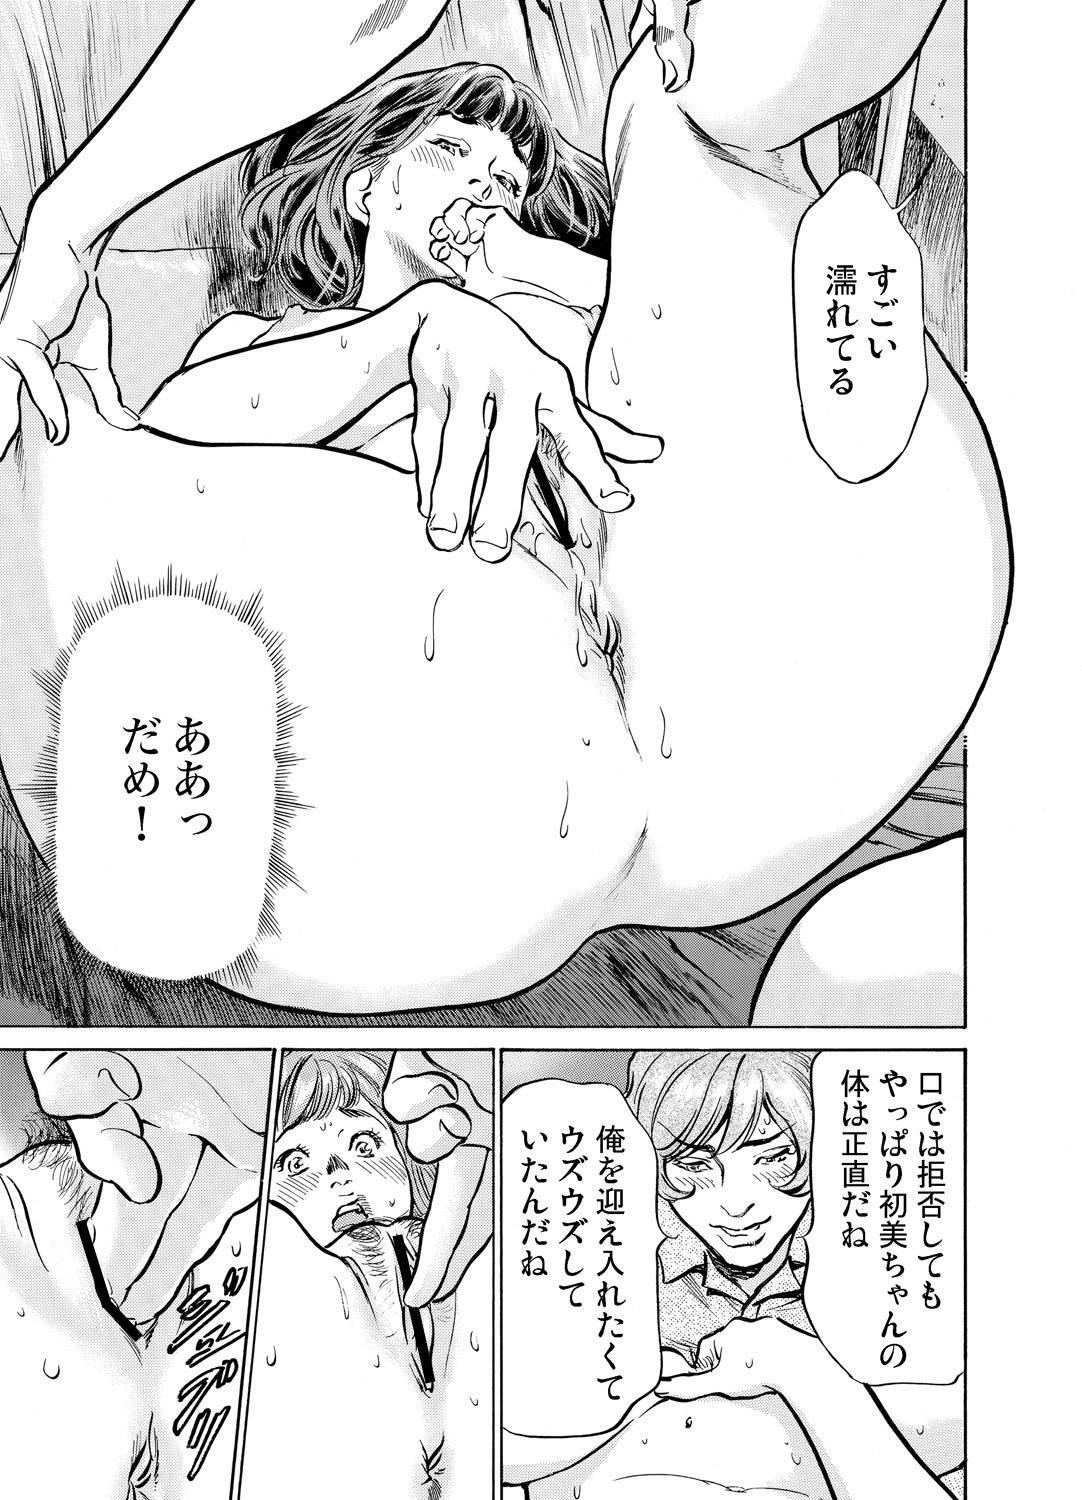 すごい
濡れてる
ああっ
だめ！
口では拒否しても
やっぱり初美ちゃんの
体は正直だね
俺を迎え入れたくて
ウズウズして
いたんだね